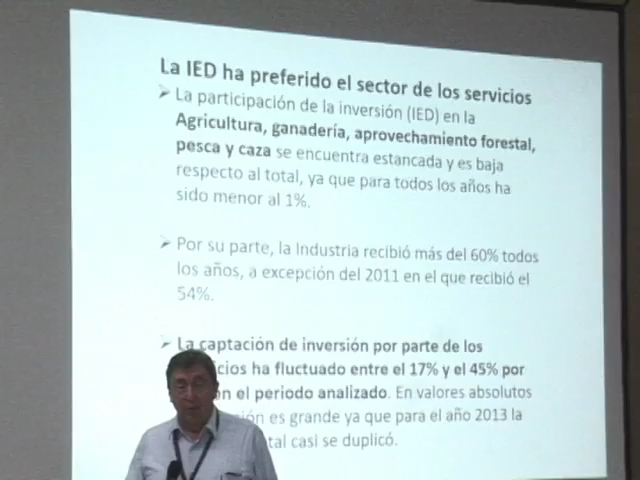 La IED ha preferido el sector de los servicios
➢ La participación de la inversión (IED) en la
Agricultura, ganadería, aprovechamiento forestal,
pesca y caza se encuentra estancada y es baja
respecto al total, ya que para todos los años ha
sido menor al 1%.
➢ Por su parte, la Industria recibió más del 60% todos
los años, a excepción del 2011 en el que recibió el
54%.
➢ La captación de inversión por parte de los
icios ha fluctuado entre el 17% y el 45% por
n el periodo analizado. En valores absolutos
ión es grande ya que para el año 2013 la
tal casi se duplicó.